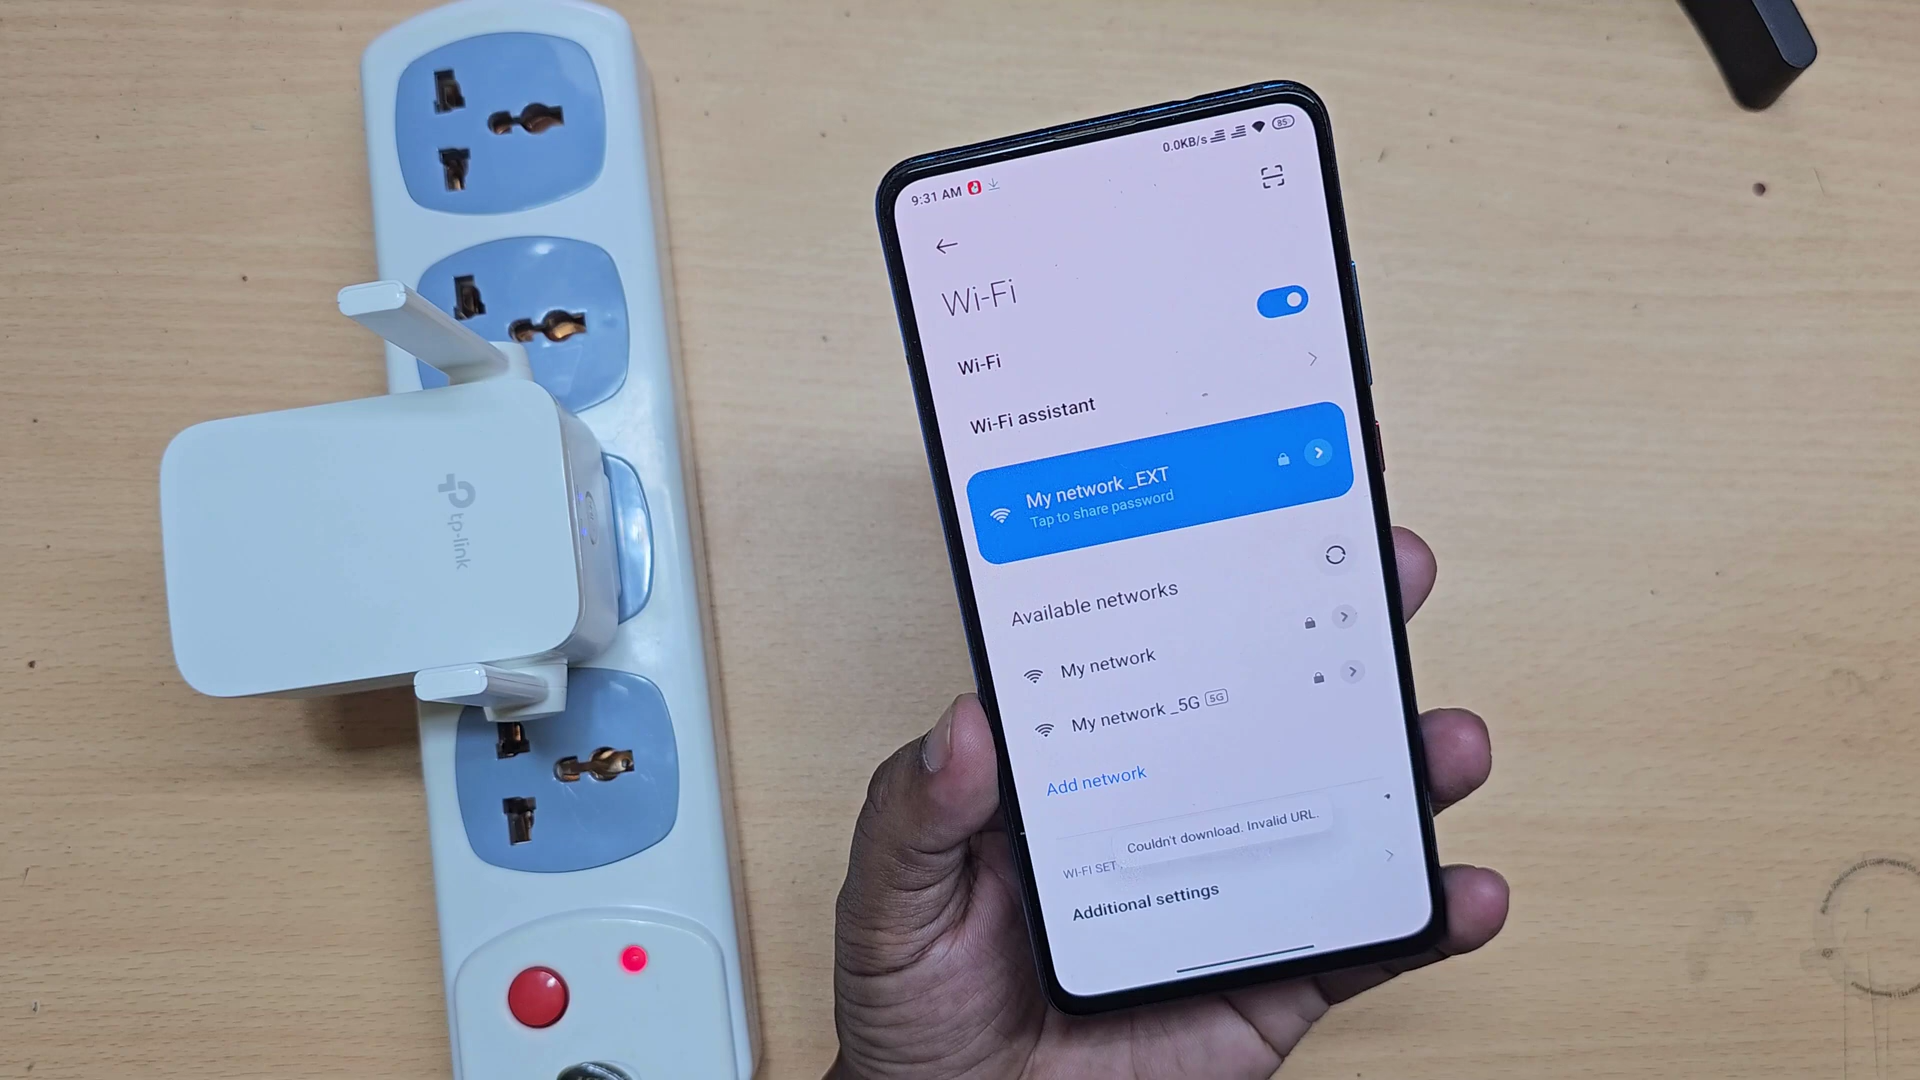 tp-link
9:31 AM
0.0KB/s
85
Wi-Fi
Wi-Fi
Wi-Fi assistant
My network _EXT
Tap to share password
Available networks
My network
My network _5G 5G
Add network
Couldn't download. Invalid URL.
WI-FI SET
Additional settings